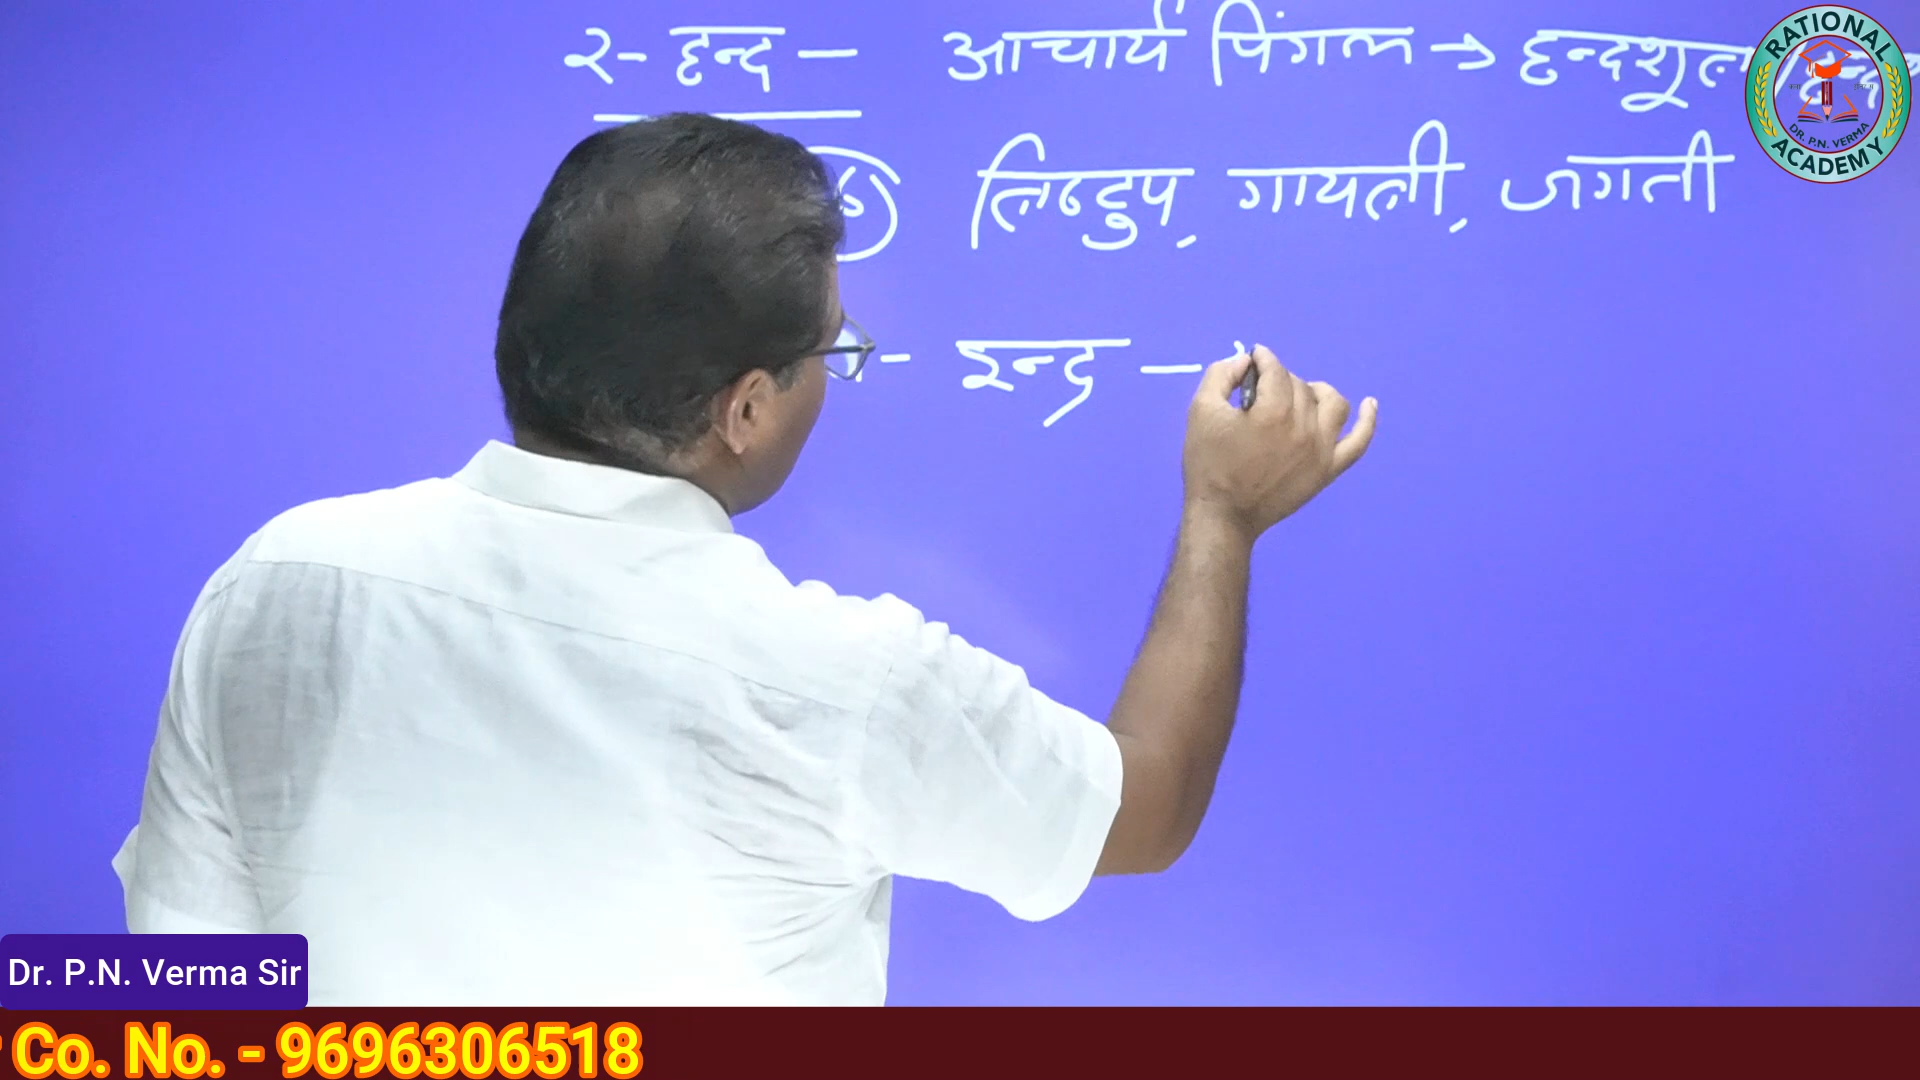 २- छन्द — आचार्य पिंगल → छन्दशूत्र / छन्द
त्रिष्टुप, गायत्री, जगती
- इन्द्र —
RATIONAL ACADEMY
DR. P.N. VERMA
Dr. P.N. Verma Sir
Co. No. - 9696306518